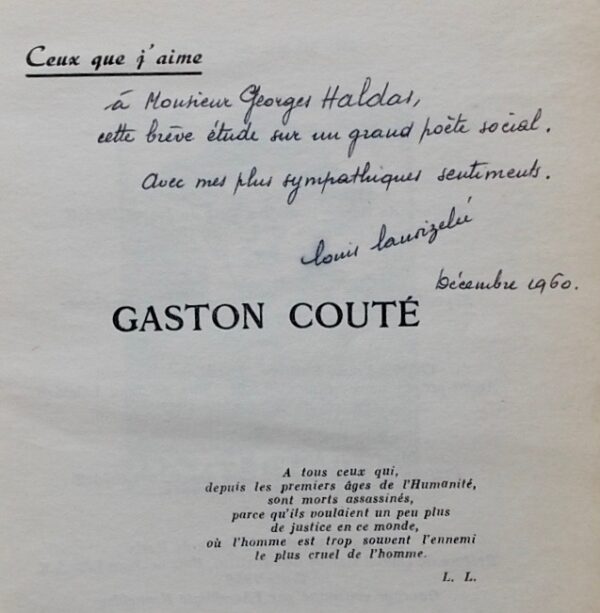 Ceux que j'aime
à Monsieur Georges Haldas,
cette brève étude sur un grand poète social.
Avec mes plus sympathiques sentiments.
Louis Lanoizelée
Décembre 1960.
GASTON COUTÉ
A tous ceux qui,
depuis les premiers âges de l'Humanité,
sont morts assassinés,
parce qu'ils voulaient un peu plus
de justice en ce monde,
où l'homme est trop souvent l'ennemi
le plus cruel de l'homme.
L. L.